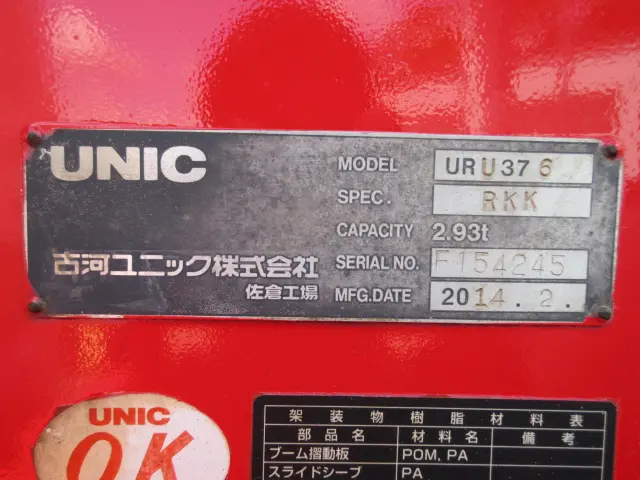 UNIC
MODEL URU376
SPEC. RKK
CAPACITY 2.93t
古河ユニック株式会社 SERIAL NO. F154245
佐倉工場 MFG.DATE 2014.2.
UNIC
OK
架装物樹脂材料表
部品名 材料名 備考
ブーム摺動板 POM, PA
スライドシーブ PA